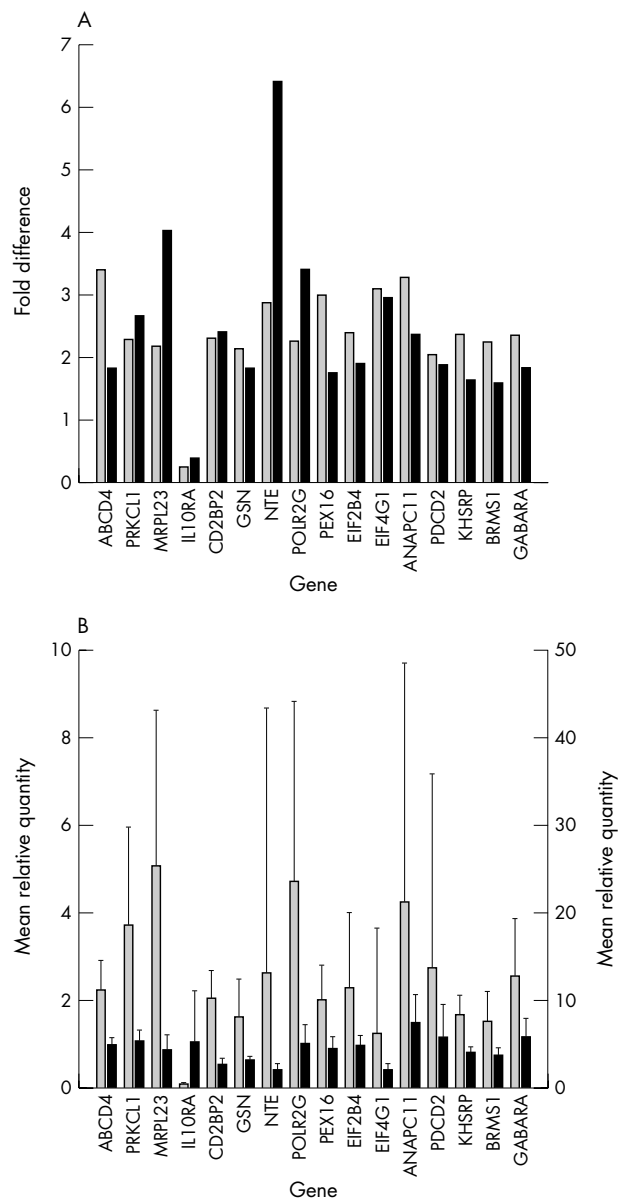 A
7
6
5
4
3
2
1
0
Fold difference
ABCD4
PRKCL1
MRPL23
IL10RA
CD2BP2
GSN
NTE
POLR2G
PEX16
EIF2B4
EIF4G1
ANAPC11
PDCD2
KHSRP
BRMS1
GABARA
Gene
B
10
8
6
4
2
0
Mean relative quantity
50
40
30
20
10
0
Mean relative quantity
ABCD4
PRKCL1
MRPL23
IL10RA
CD2BP2
GSN
NTE
POLR2G
PEX16
EIF2B4
EIF4G1
ANAPC11
PDCD2
KHSRP
BRMS1
GABARA
Gene